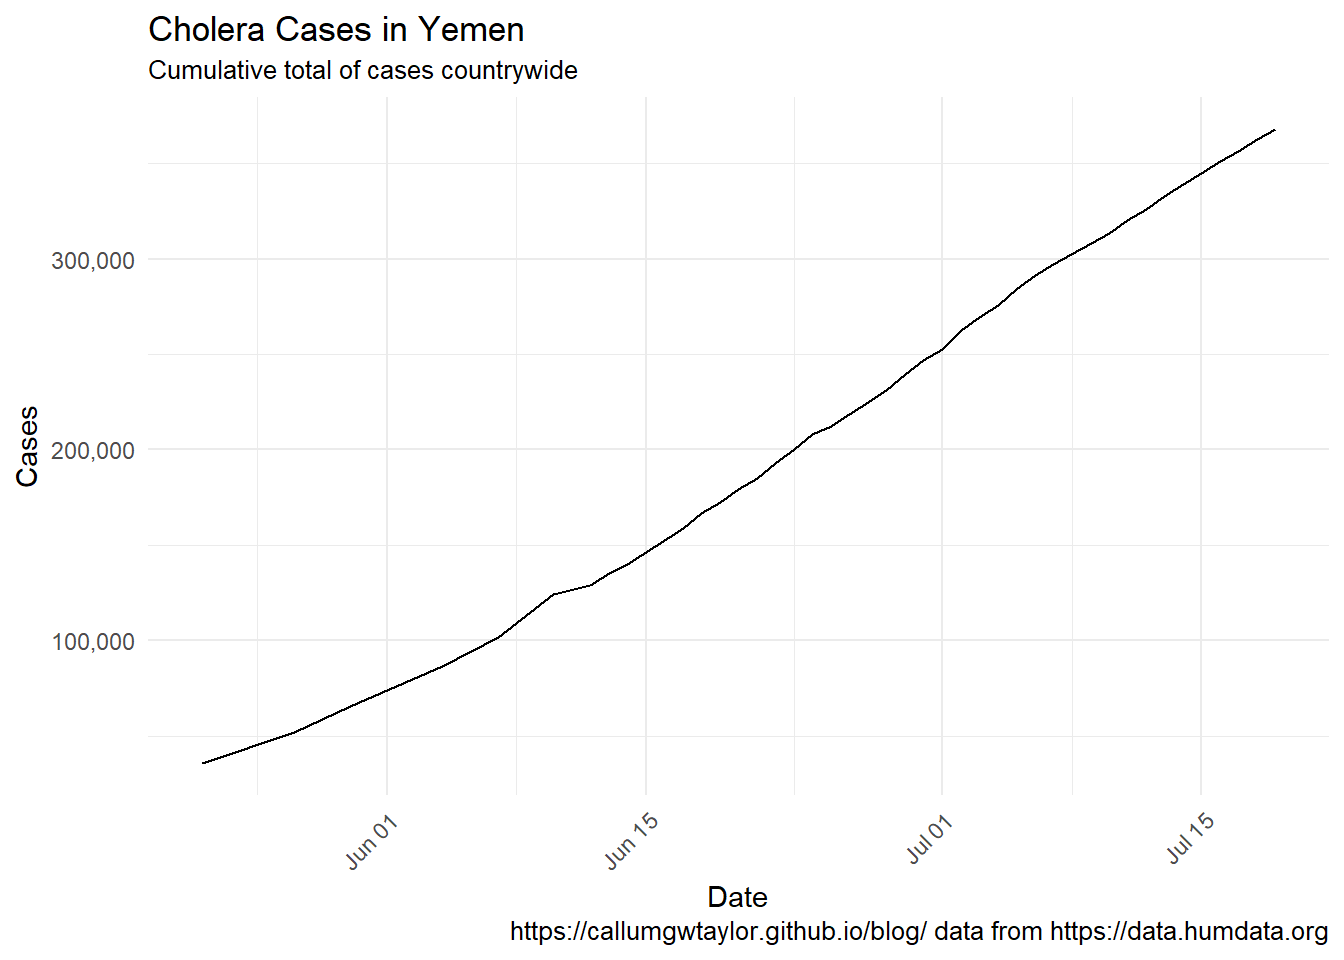 Cholera Cases in Yemen
Cumulative total of cases countrywide
Cases
300,000
200,000
100,000
Jun 01
Jun 15
Jul 01
Jul 15
Date
https://callumgwtaylor.github.io/blog/ data from https://data.humdata.org